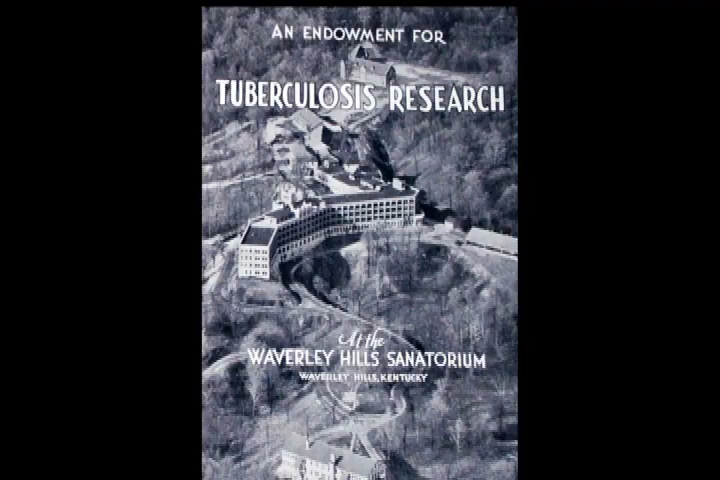 AN ENDOWMENT FOR
TUBERCULOSIS RESEARCH
At the
WAVERLEY HILLS SANATORIUM
WAVERLEY HILLS, KENTUCKY